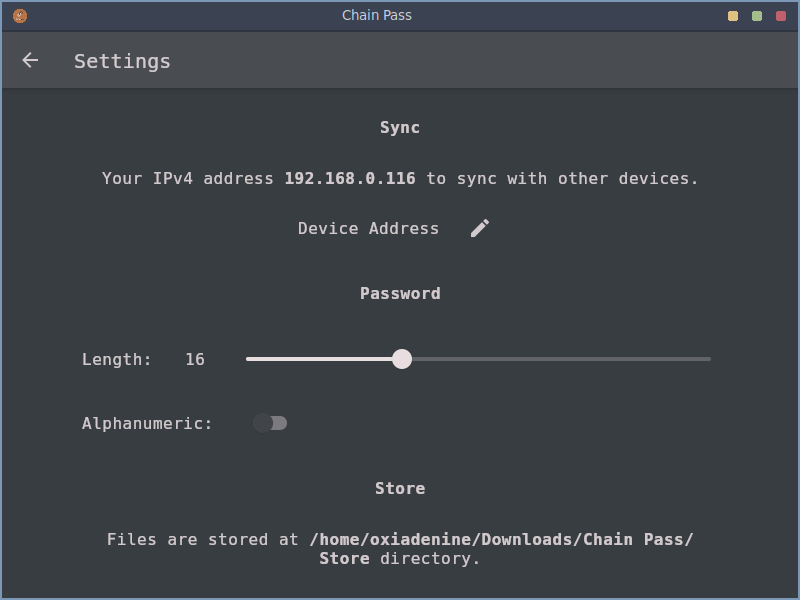 Chain Pass
Settings
Sync
Your IPv4 address 192.168.0.116 to sync with other devices.
Device Address
Password
Length: 16
Alphanumeric:
Store
Files are stored at /home/oxiadenine/Downloads/Chain Pass/
Store directory.